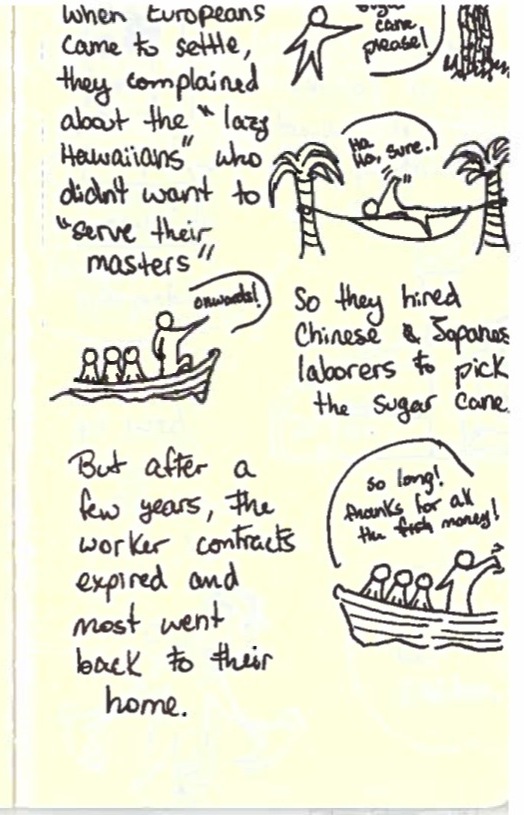 When Europeans
came to settle,
they complained
about the "lazy
Hawaiians" who
didn't want to
"serve their
masters"
sugar
cane
please!
Ha
Ha, sure.
onwards!
So they hired
Chinese & Japanes
laborers to pick
the sugar cane.
But after a
few years, the
worker contracts
expired and
most went
back to their
home.
so long!
thanks for all
the fish money!